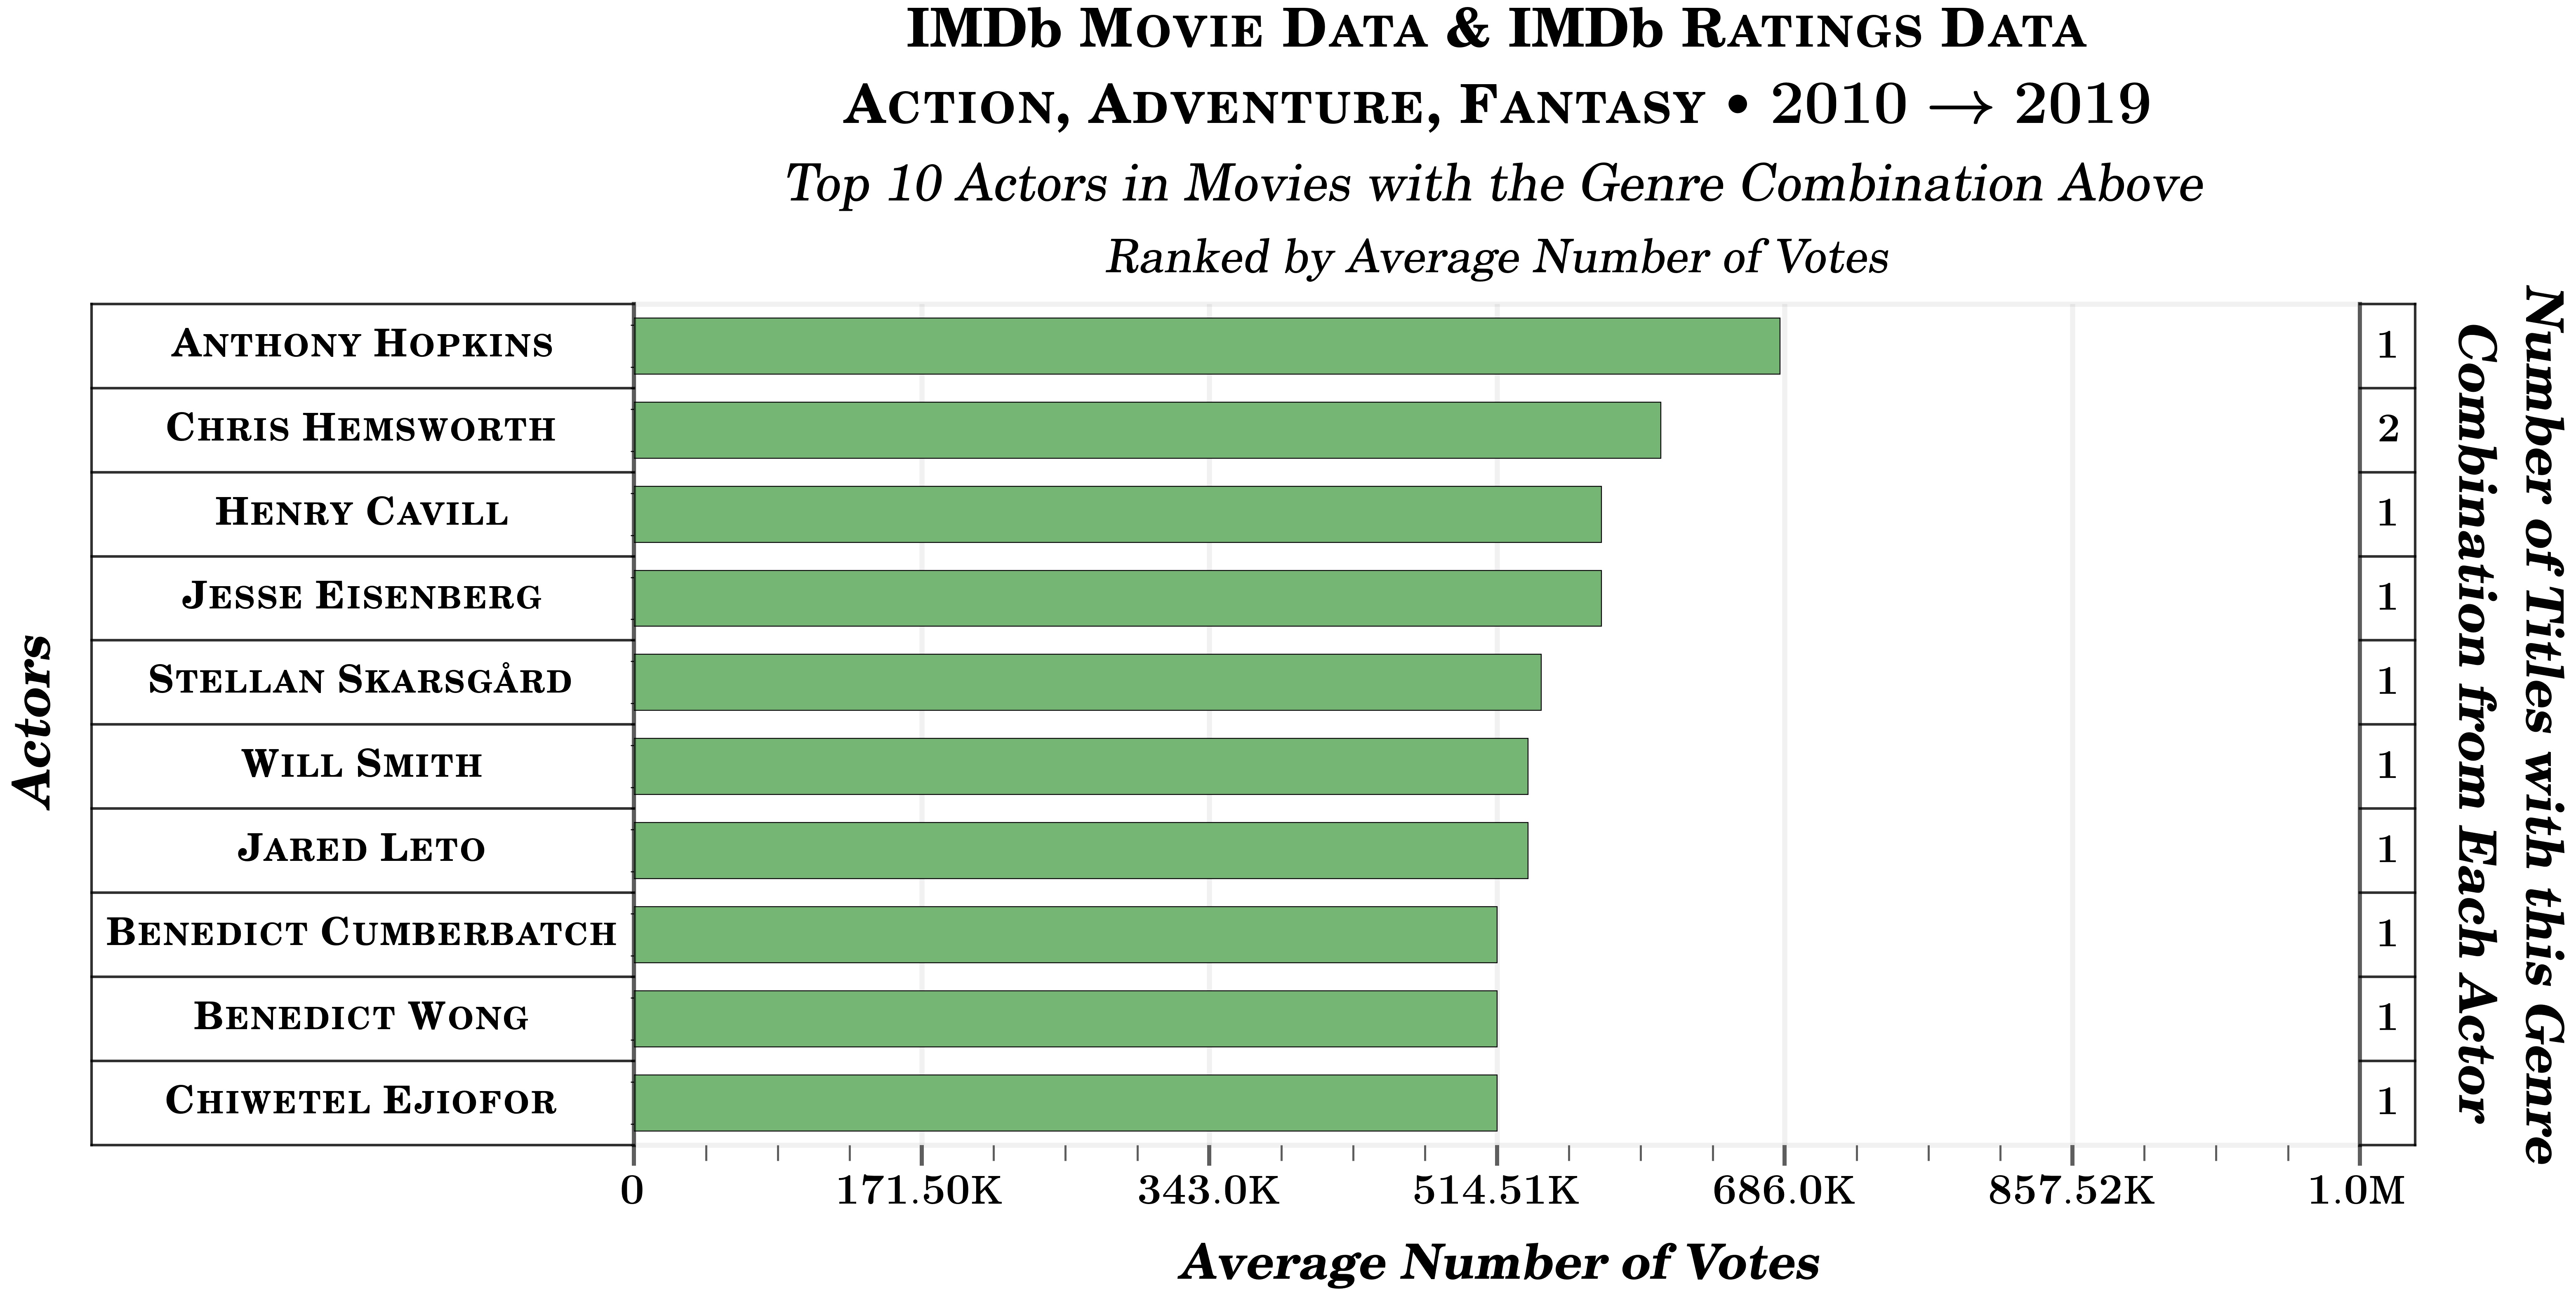 IMDb Movie Data & IMDb Ratings Data
Action, Adventure, Fantasy • 2010 → 2019
Top 10 Actors in Movies with the Genre Combination Above
Ranked by Average Number of Votes
Actors
Anthony Hopkins 1
Chris Hemsworth 2
Henry Cavill 1
Jesse Eisenberg 1
Stellan Skarsgård 1
Will Smith 1
Jared Leto 1
Benedict Cumberbatch 1
Benedict Wong 1
Chiwetel Ejiofor 1
Number of Titles with this Genre
Combination from Each Actor
0 171.50K 343.0K 514.51K 686.0K 857.52K 1.0M
Average Number of Votes